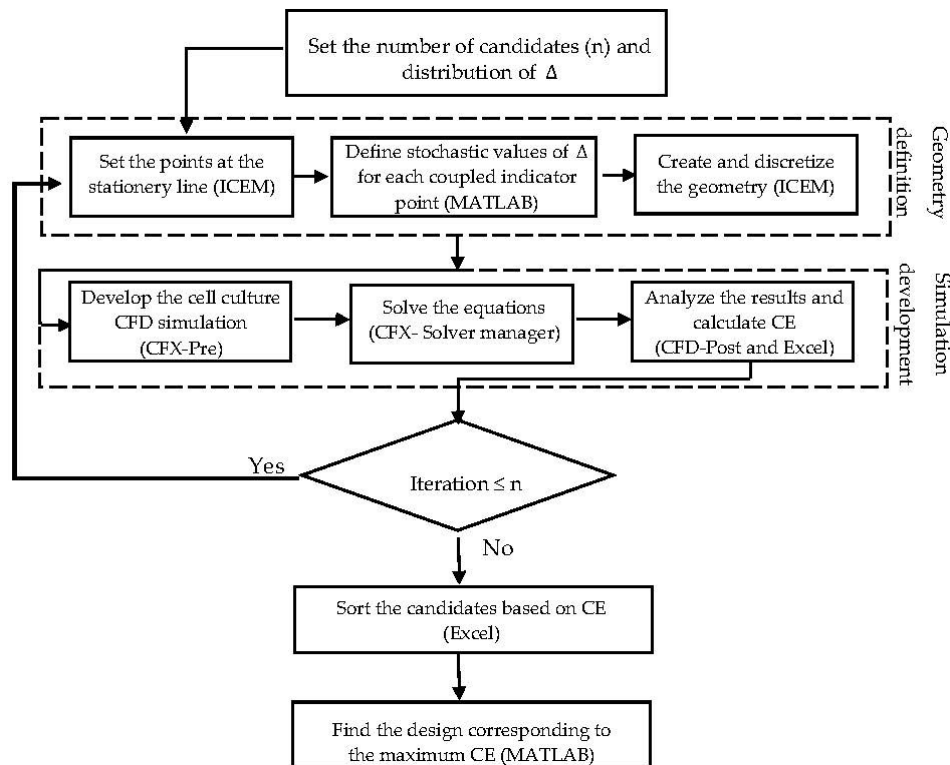 Set the number of candidates (n) and
distribution of Δ
Geometry
definition
Set the points at the
stationery line (ICEM)
Define stochastic values of Δ
for each coupled indicator
point (MATLAB)
Create and discretize
the geometry (ICEM)
Simulation
development
Develop the cell culture
CFD simulation
(CFX-Pre)
Solve the equations
(CFX- Solver manager)
Analyze the results and
calculate CE
(CFD-Post and Excel)
Yes
Iteration ≤ n
No
Sort the candidates based on CE
(Excel)
Find the design corresponding to
the maximum CE (MATLAB)